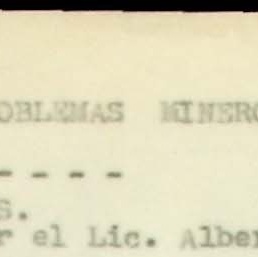 OBLEMAS MINERO
- - - -
S.
r el Lic. Alber